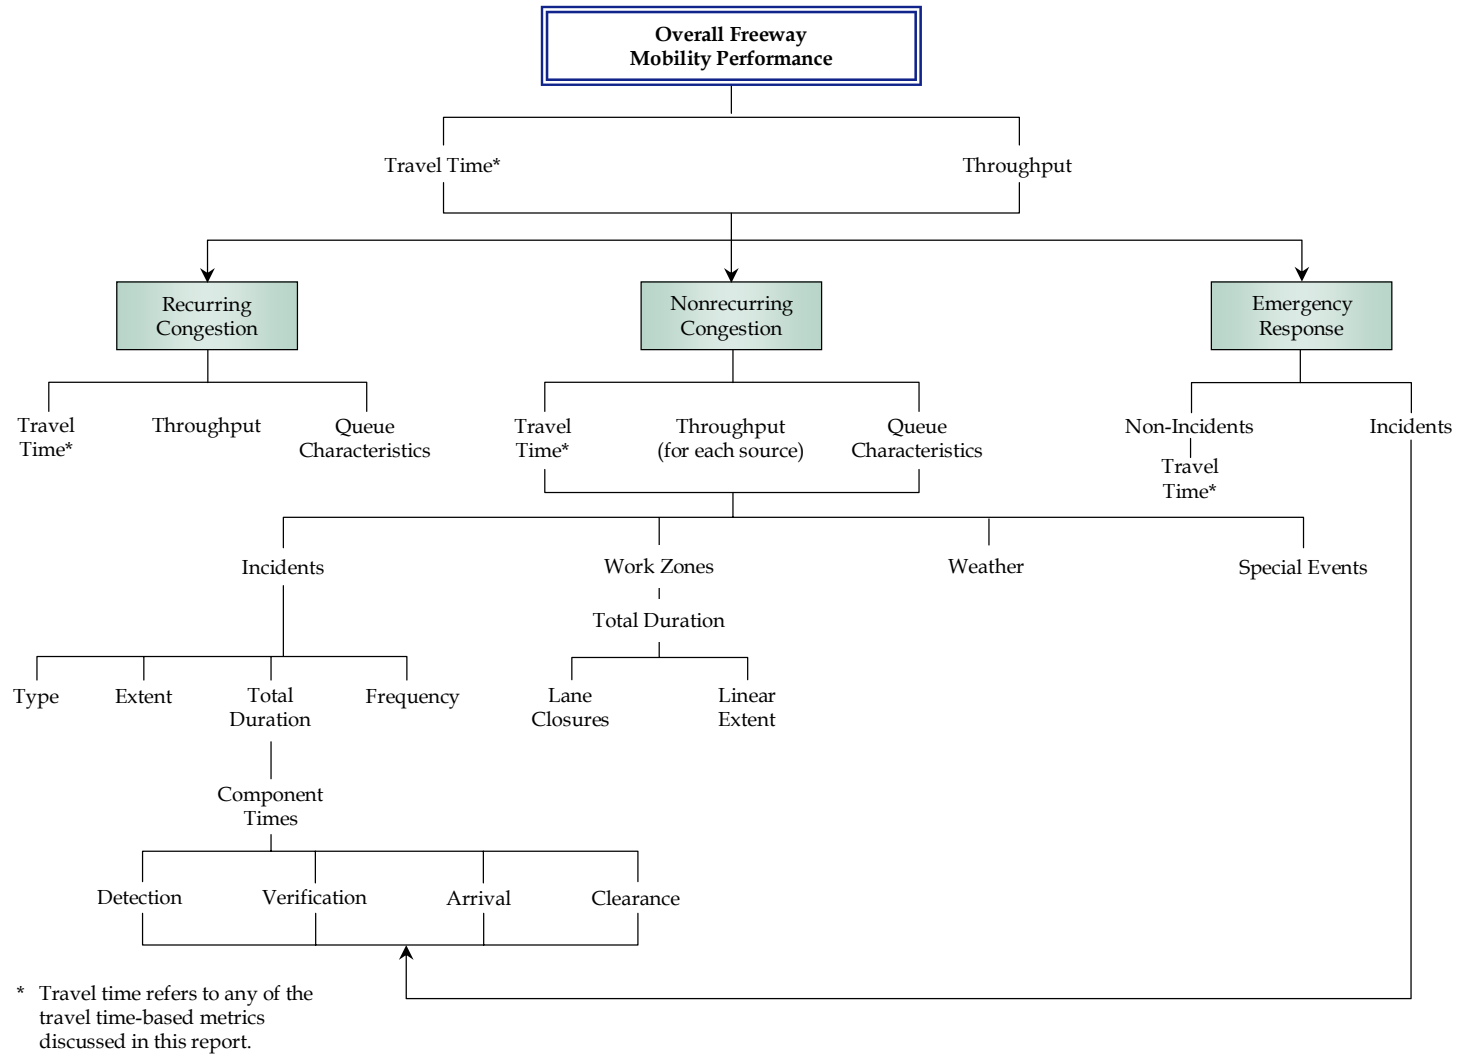 Overall Freeway
Mobility Performance
Travel Time*
Throughput
Recurring
Congestion
Nonrecurring
Congestion
Emergency
Response
Travel
Time*
Throughput
Queue
Characteristics
Travel
Time*
Throughput
(for each source)
Queue
Characteristics
Non-Incidents
Travel
Time*
Incidents
Incidents
Work Zones
Weather
Special Events
Total Duration
Type
Extent
Total
Duration
Frequency
Lane
Closures
Linear
Extent
Component
Times
Detection
Verification
Arrival
Clearance
* Travel time refers to any of the
travel time-based metrics
discussed in this report.